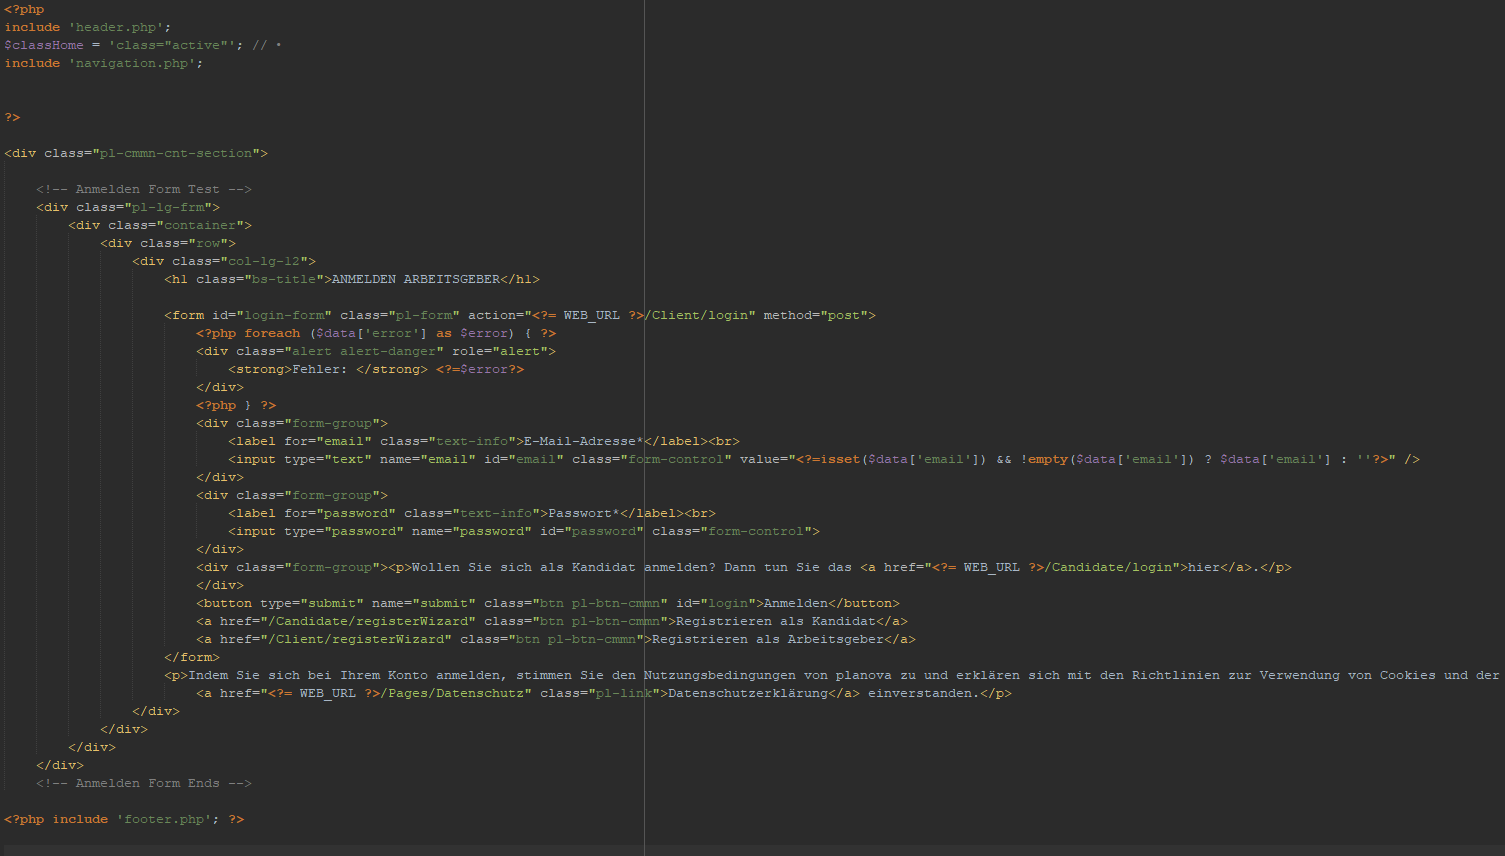 <?php
include 'header.php';
$classHome = 'class="active"'; // *
include 'navigation.php';
?>
<div class="pl-cmmn-cnt-section">
<!-- Anmelden Form Test -->
<div class="pl-lg-frm">
<div class="container">
<div class="row">
<div class="col-lg-12">
<h1 class="bs-title">ANMELDEN ARBEITSGEBER</h1>
<form id="login-form" class="pl-form" action="<?= WEB_URL ?>/Client/login" method="post">
<?php foreach ($data['error'] as $error) { ?>
<div class="alert alert-danger" role="alert">
<strong>Fehler: </strong> <?=$error?>
</div>
<?php } ?>
<div class="form-group">
<label for="email" class="text-info">E-Mail-Adresse*</label><br>
<input type="text" name="email" id="email" class="form-control" value="<?=isset($data['email']) && !empty($data['email']) ? $data['email'] : ''?>" />
</div>
<div class="form-group">
<label for="password" class="text-info">Passwort*</label><br>
<input type="password" name="password" id="password" class="form-control">
</div>
<div class="form-group"><p>Wollen Sie sich als Kandidat anmelden? Dann tun Sie das <a href="<?= WEB_URL ?>/Candidate/login">hier</a>.</p>
</div>
<button type="submit" name="submit" class="btn pl-btn-cmmn" id="login">Anmelden</button>
<a href="/Candidate/registerWizard" class="btn pl-btn-cmmn">Registrieren als Kandidat</a>
<a href="/Client/registerWizard" class="btn pl-btn-cmmn">Registrieren als Arbeitsgeber</a>
</form>
<p>Indem Sie sich bei Ihrem Konto anmelden, stimmen Sie den Nutzungsbedingungen von planova zu und erklären sich mit den Richtlinien zur Verwendung von Cookies und der
<a href="<?= WEB_URL ?>/Pages/Datenschutz" class="pl-link">Datenschutzerklärung</a> einverstanden.</p>
</div>
</div>
</div>
</div>
<!-- Anmelden Form Ends -->
<?php include 'footer.php'; ?>